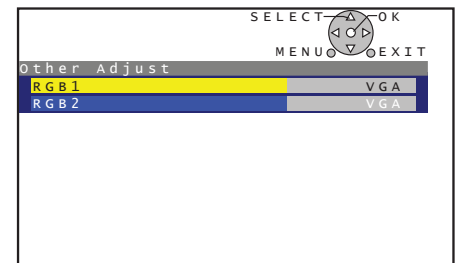 SELECT OK
MENU EXIT
Other Adjust
RGB1 VGA
RGB2 VGA